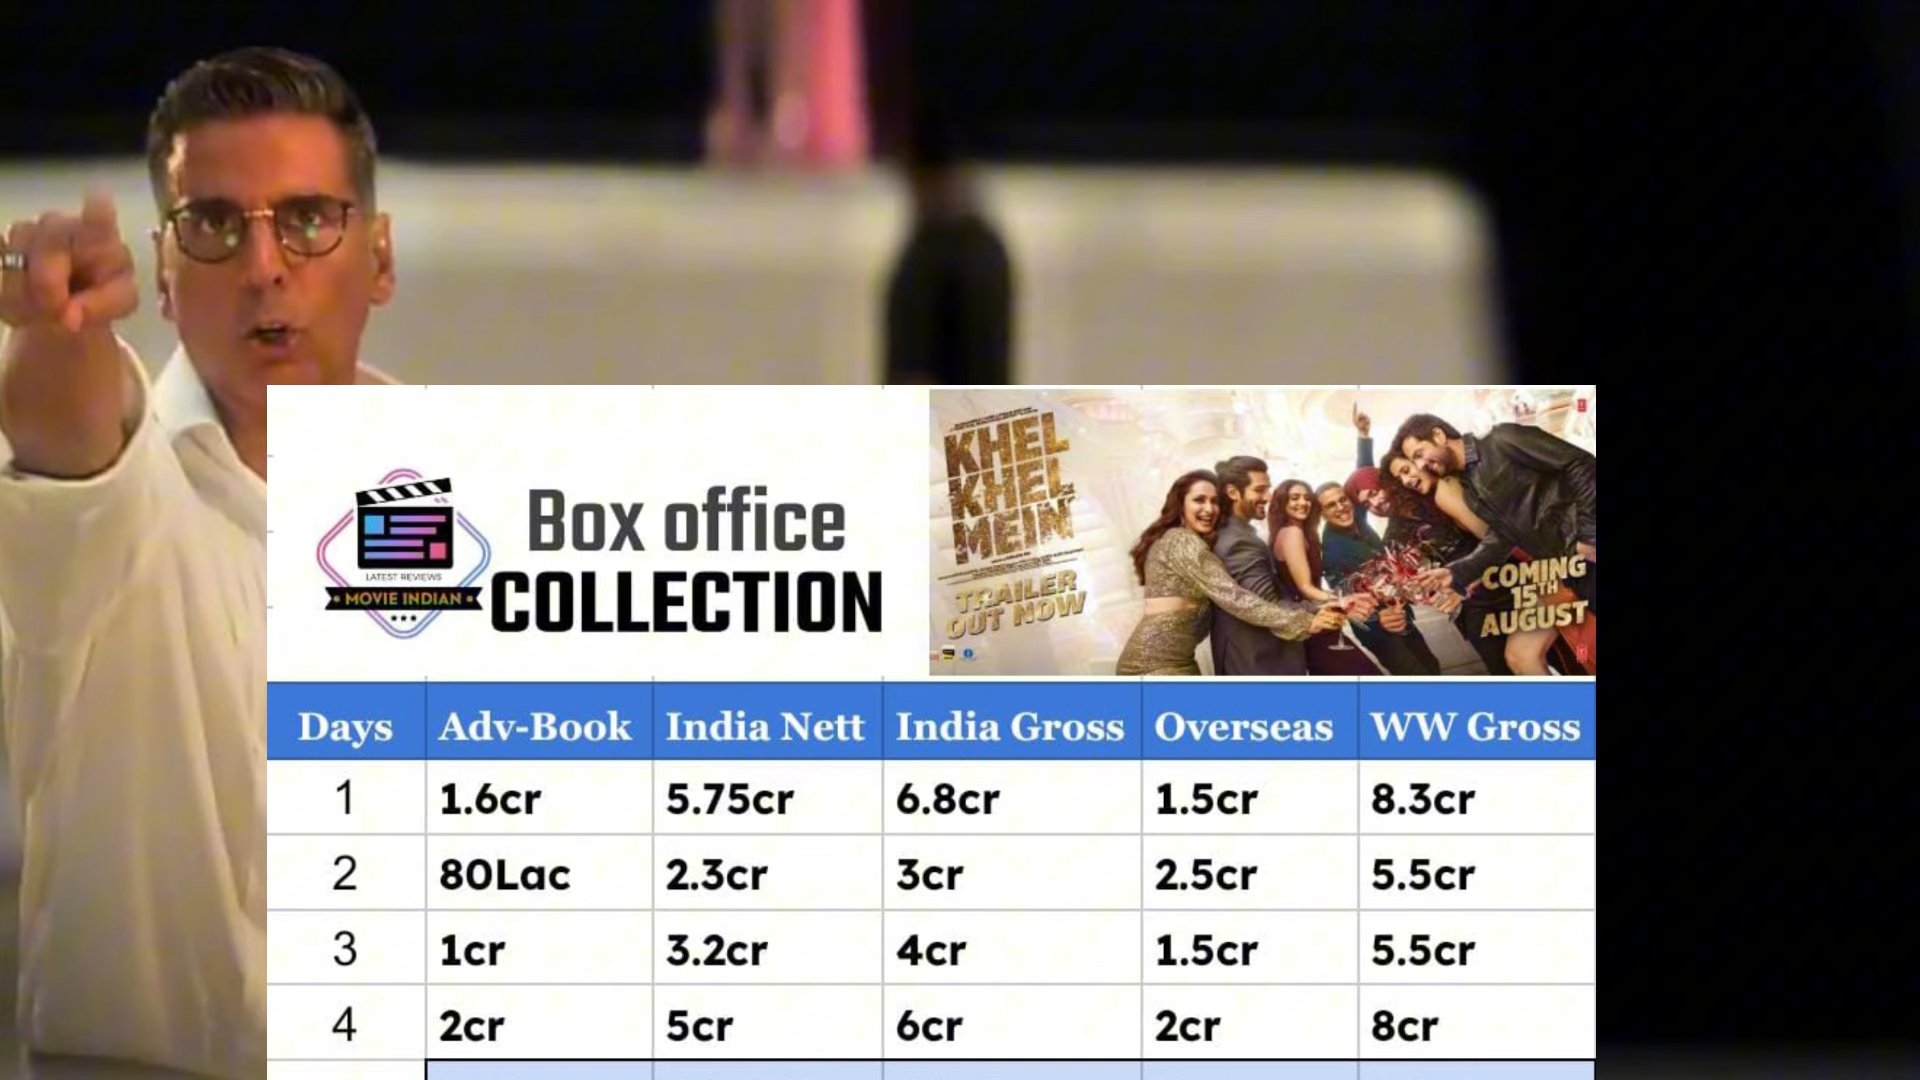 LATEST REVIEWS
MOVIE INDIAN
Box office
COLLECTION
KHEL
KHEL
MEIN
TRAILER
OUT NOW
COMING
15TH
AUGUST
Days Adv-Book India Nett India Gross Overseas WW Gross
1 1.6cr 5.75cr 6.8cr 1.5cr 8.3cr
2 80Lac 2.3cr 3cr 2.5cr 5.5cr
3 1cr 3.2cr 4cr 1.5cr 5.5cr
4 2cr 5cr 6cr 2cr 8cr